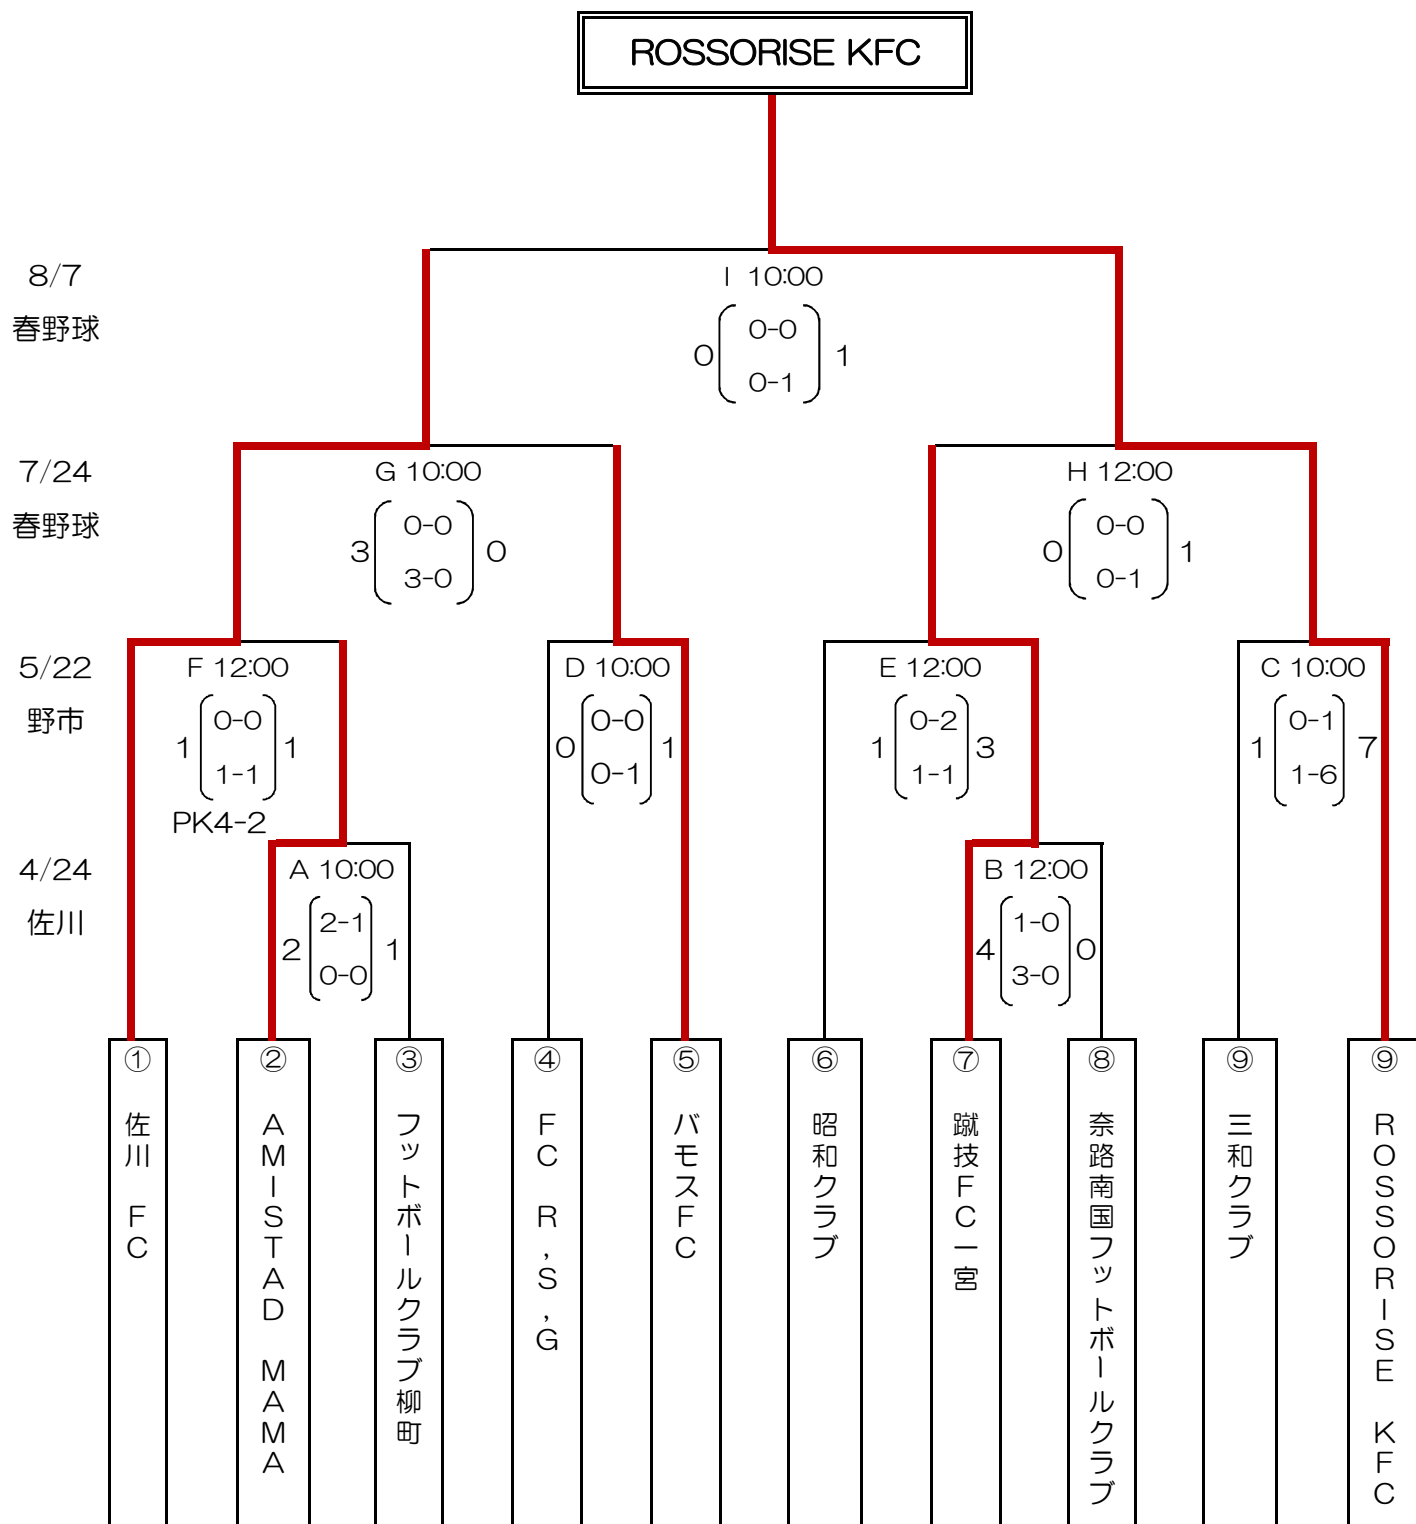 ROSSORISE KFC
8/7
春野球
I 10:00
0-0
0 1
0-1
7/24
春野球
G 10:00
0-0
3 0
3-0
H 12:00
0-0
0 1
0-1
5/22
野市
F 12:00
0-0
1 1
1-1
PK4-2
D 10:00
0-0
0 1
0-1
E 12:00
0-2
1 3
1-1
C 10:00
0-1
1 7
1-6
4/24
佐川
A 10:00
2-1
2 1
0-0
B 12:00
1-0
4 0
3-0
① 佐川 FC
② AMISTAD MAMA
③ フットボールクラブ柳町
④ FC R,S,G
⑤ バモスFC
⑥ 昭和クラブ
⑦ 蹴技FC一宮
⑧ 奈路南国フットボールクラブ
⑨ 三和クラブ
⑨ ROSSORISE KFC